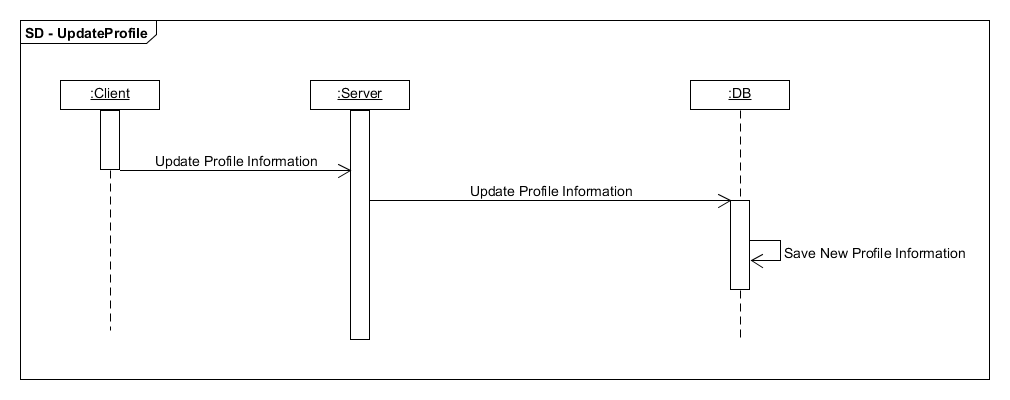 SD - UpdateProfile
:Client
:Server
:DB
Update Profile Information
Update Profile Information
Save New Profile Information